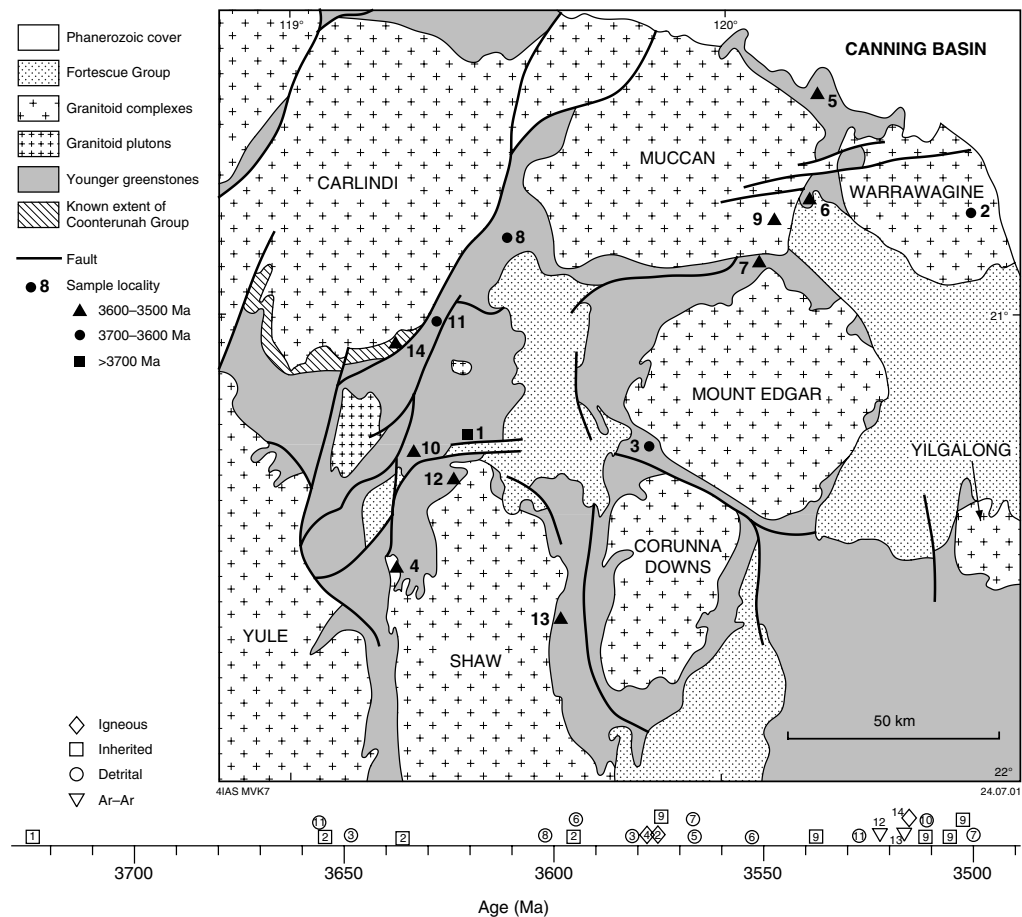 119°
120°
CANNING BASIN
Phanerozoic cover
Fortescue Group
Granitoid complexes
Granitoid plutons
Younger greenstones
Known extent of
Coonterunah Group
Fault
8 Sample locality
3600–3500 Ma
3700–3600 Ma
>3700 Ma
5
MUCCAN
CARLINDI
WARRAWAGINE
2
6
9
8
7
21°
11
14
MOUNT EDGAR
1
3
10
YILGALONG
12
CORUNNA
DOWNS
4
13
YULE
SHAW
50 km
22°
Igneous
Inherited
Detrital
Ar–Ar
4IAS MVK7
24.07.01
11 6 9 7 12 14 10 9
1 2 3 2 8 2 3 4 2 5 6 9 11 13 9 9 7
3700 3650 3600 3550 3500
Age (Ma)